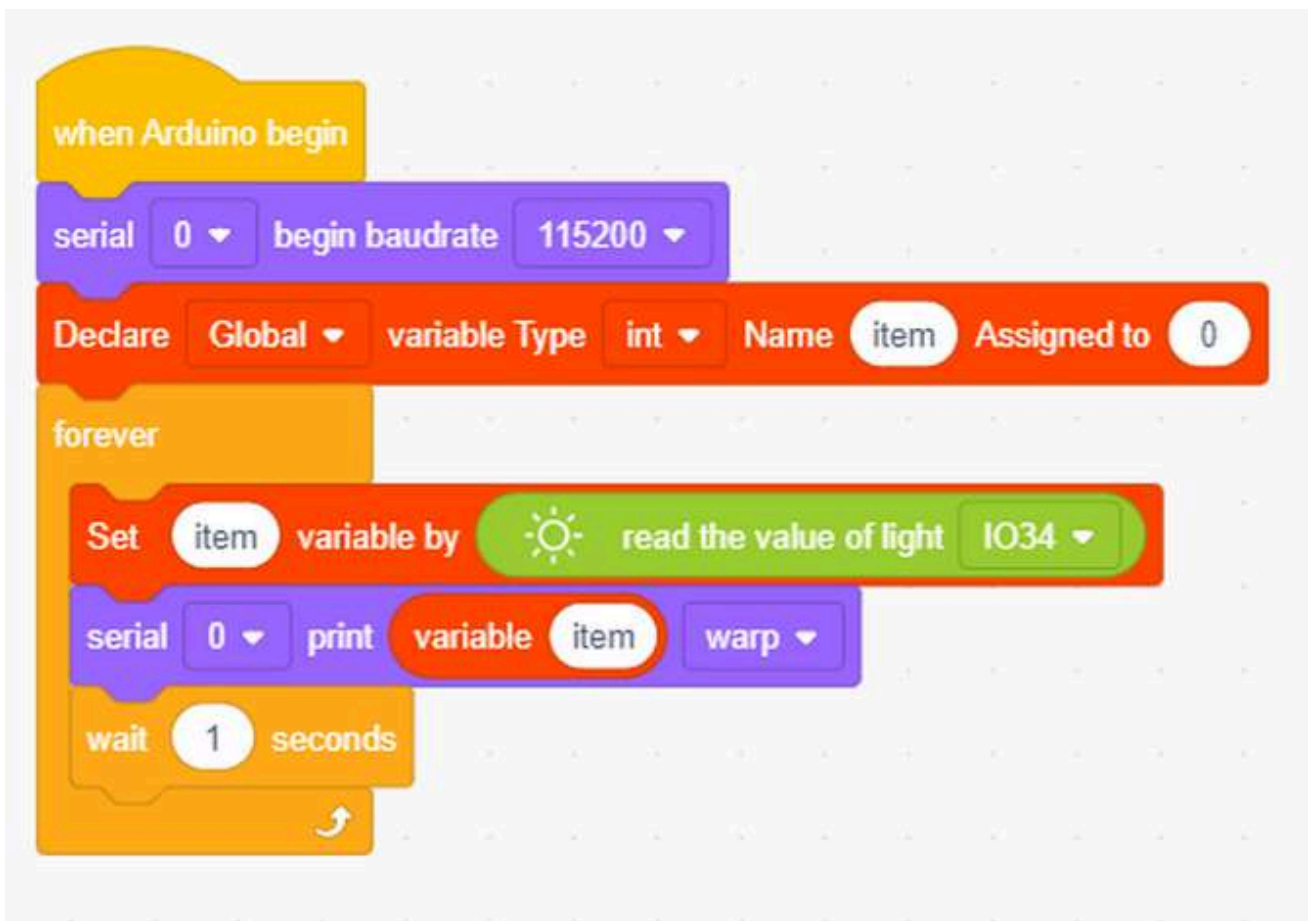 when Arduino begin
serial 0 begin baudrate 115200
Declare Global variable Type int Name item Assigned to 0
forever
Set item variable by read the value of light IO34
serial 0 print variable item warp
wait 1 seconds